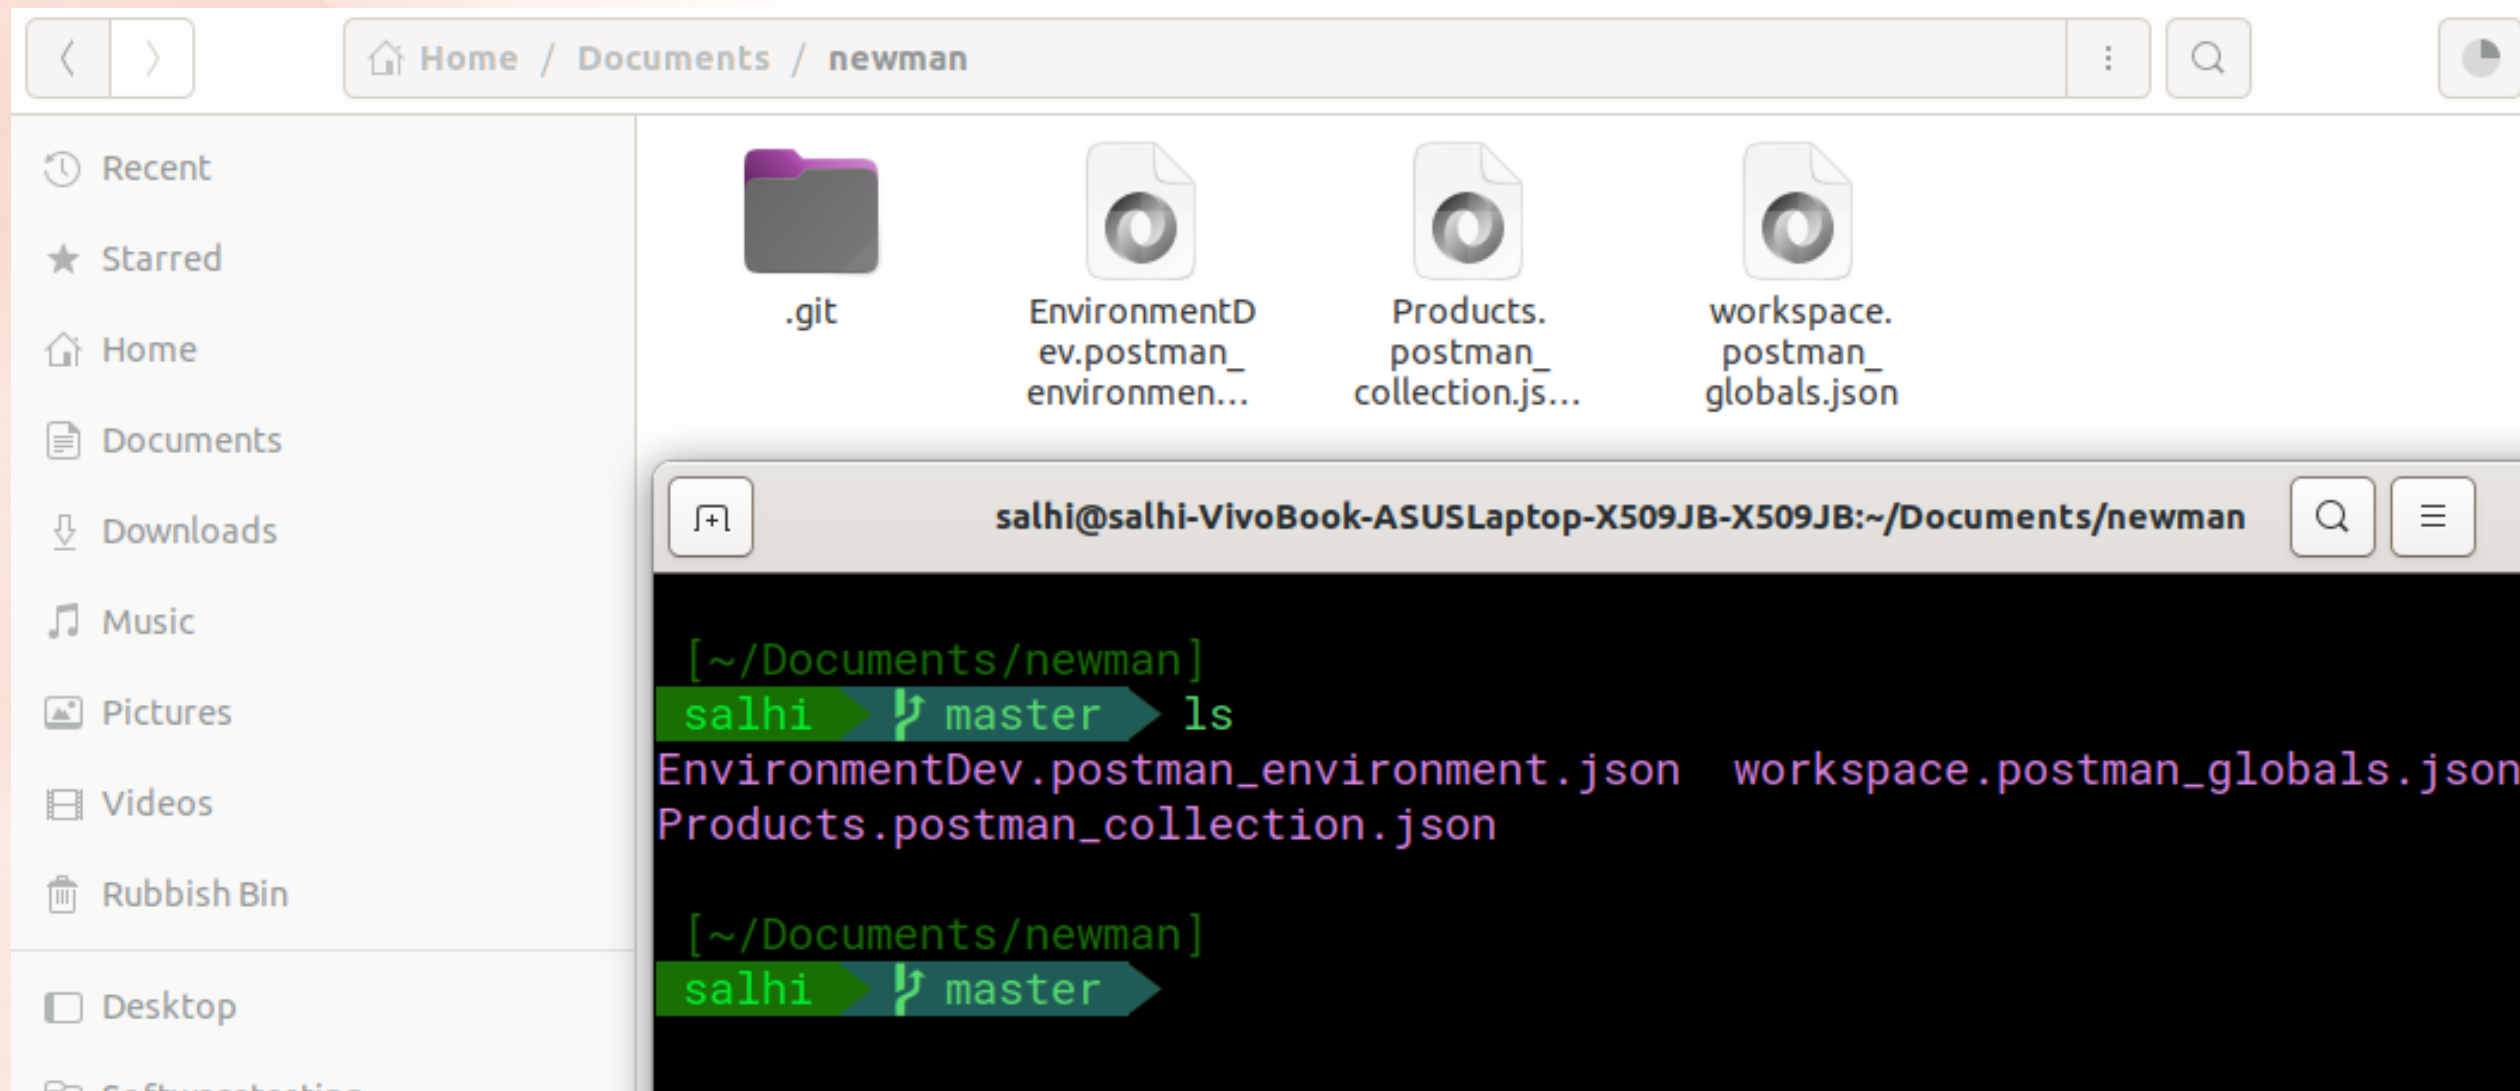 Home / Documents / newman
Recent
Starred
Home
Documents
Downloads
Music
Pictures
Videos
Rubbish Bin
Desktop
.git
EnvironmentD
ev.postman_
environmen...
Products.
postman_
collection.js...
workspace.
postman_
globals.json
salhi@salhi-VivoBook-ASUSLaptop-X509JB-X509JB:~/Documents/newman
[~/Documents/newman]
salhi master ls
EnvironmentDev.postman_environment.json workspace.postman_globals.json
Products.postman_collection.json
[~/Documents/newman]
salhi master